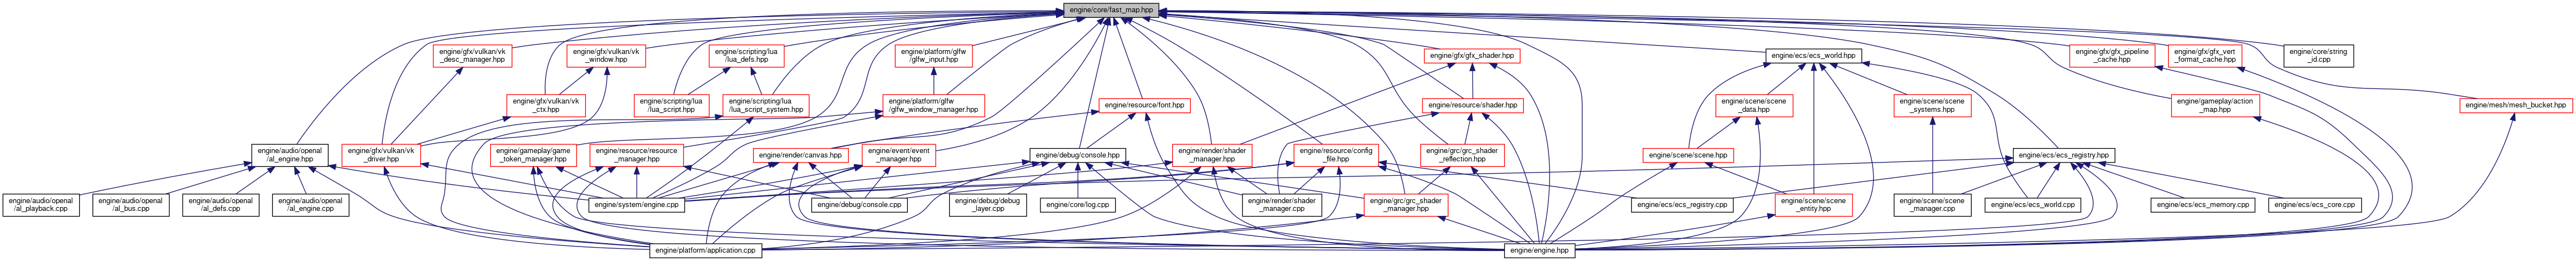 engine/core/fast_map.hpp
engine/gfx/vulkan/vk
_desc_manager.hpp
engine/gfx/vulkan/vk
_window.hpp
engine/scripting/lua
/lua_defs.hpp
engine/platform/glfw
/glfw_input.hpp
engine/gfx/gfx_shader.hpp
engine/ecs/ecs_world.hpp
engine/gfx/gfx_pipeline
_cache.hpp
engine/gfx/gfx_vert
_format_cache.hpp
engine/core/string
_id.cpp
engine/gfx/vulkan/vk
_ctx.hpp
engine/scripting/lua
/lua_script.hpp
engine/scripting/lua
/lua_script_system.hpp
engine/platform/glfw
/glfw_window_manager.hpp
engine/resource/font.hpp
engine/resource/shader.hpp
engine/scene/scene
_data.hpp
engine/scene/scene
_systems.hpp
engine/gameplay/action
_map.hpp
engine/mesh/mesh_bucket.hpp
engine/audio/openal
/al_engine.hpp
engine/gfx/vulkan/vk
_driver.hpp
engine/gameplay/game
_token_manager.hpp
engine/resource/resource
_manager.hpp
engine/render/canvas.hpp
engine/event/event
_manager.hpp
engine/debug/console.hpp
engine/render/shader
_manager.hpp
engine/resource/config
_file.hpp
engine/grc/grc_shader
_reflection.hpp
engine/scene/scene.hpp
engine/ecs/ecs_registry.hpp
engine/audio/openal
/al_playback.cpp
engine/audio/openal
/al_bus.cpp
engine/audio/openal
/al_defs.cpp
engine/audio/openal
/al_engine.cpp
engine/system/engine.cpp
engine/debug/console.cpp
engine/debug/debug
_layer.cpp
engine/core/log.cpp
engine/render/shader
_manager.cpp
engine/grc/grc_shader
_manager.hpp
engine/ecs/ecs_registry.cpp
engine/scene/scene
_entity.hpp
engine/scene/scene
_manager.cpp
engine/ecs/ecs_world.cpp
engine/ecs/ecs_memory.cpp
engine/ecs/ecs_core.cpp
engine/platform/application.cpp
engine/engine.hpp